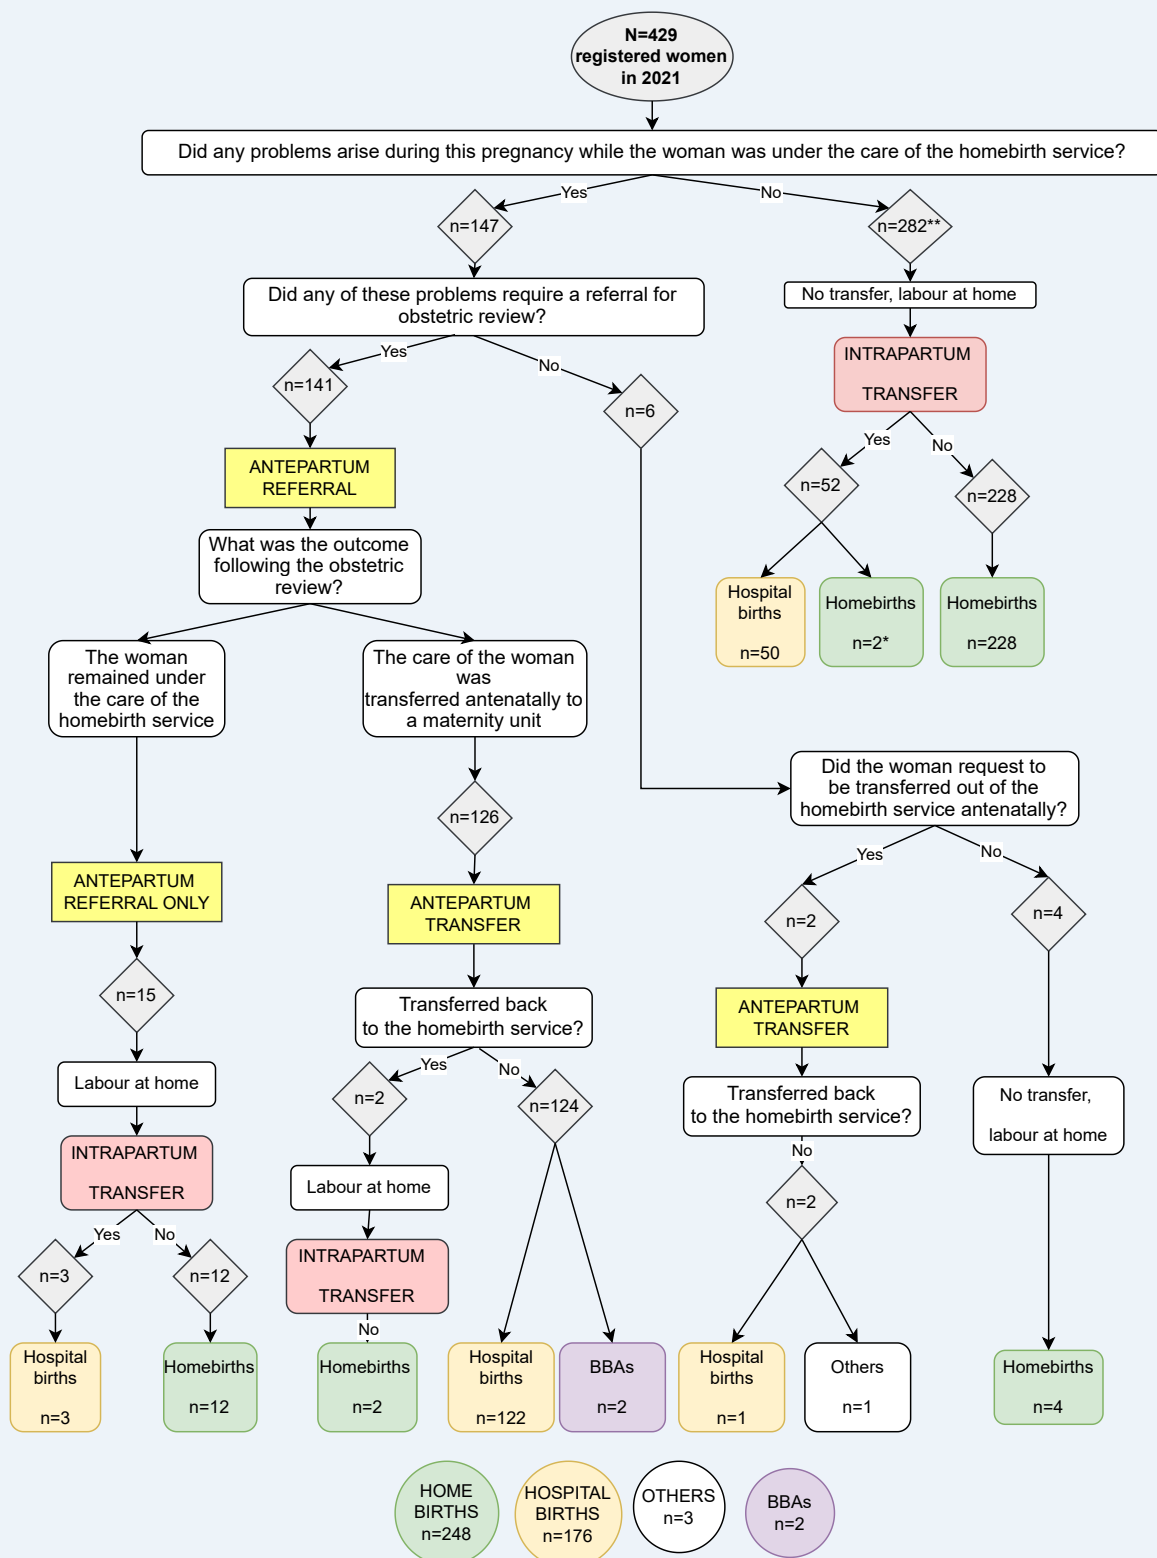 N=429
registered women
in 2021
Did any problems arise during this pregnancy while the woman was under the care of the homebirth service?
Yes
No
n=147
n=282**
Did any of these problems require a referral for
obstetric review?
No transfer, labour at home
Yes
No
n=141
n=6
INTRAPARTUM
TRANSFER
Yes
No
n=52
n=228
ANTEPARTUM
REFERRAL
What was the outcome
following the obstetric
review?
Hospital
births
n=50
Homebirths
n=2*
Homebirths
n=228
The woman
remained under
the care of the
homebirth service
The care of the woman
was
transferred antenatally to
a maternity unit
n=126
Did the woman request to
be transferred out of the
homebirth service antenatally?
Yes
No
n=2
n=4
ANTEPARTUM
REFERRAL ONLY
ANTEPARTUM
TRANSFER
n=15
Transferred back
to the homebirth service?
ANTEPARTUM
TRANSFER
Labour at home
Yes
No
n=2
n=124
Transferred back
to the homebirth service?
No transfer,
labour at home
INTRAPARTUM
TRANSFER
Labour at home
No
n=2
Yes
No
n=3
n=12
INTRAPARTUM
TRANSFER
No
Hospital
births
n=3
Homebirths
n=12
Homebirths
n=2
Hospital
births
n=122
BBAs
n=2
Hospital
births
n=1
Others
n=1
Homebirths
n=4
HOME
BIRTHS
n=248
HOSPITAL
BIRTHS
n=176
OTHERS
n=3
BBAs
n=2